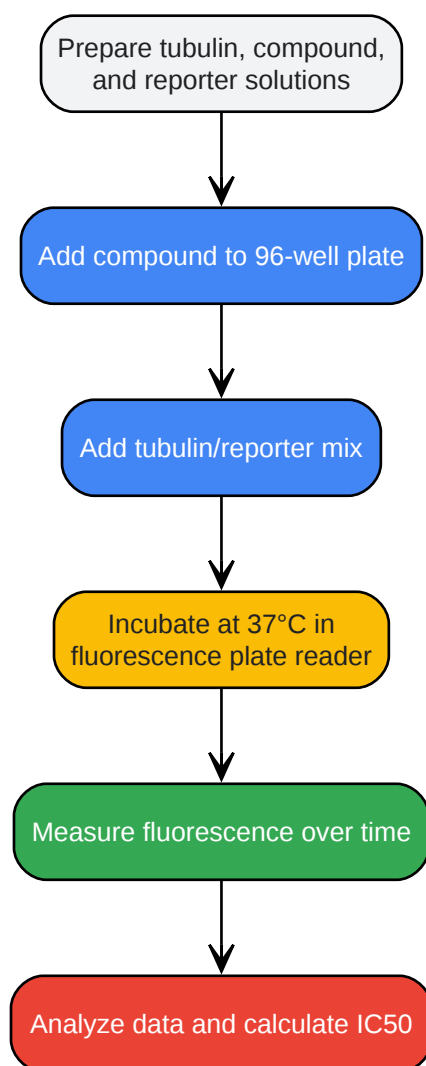 Prepare tubulin, compound,
and reporter solutions
Add compound to 96-well plate
Add tubulin/reporter mix
Incubate at 37°C in
fluorescence plate reader
Measure fluorescence over time
Analyze data and calculate IC50